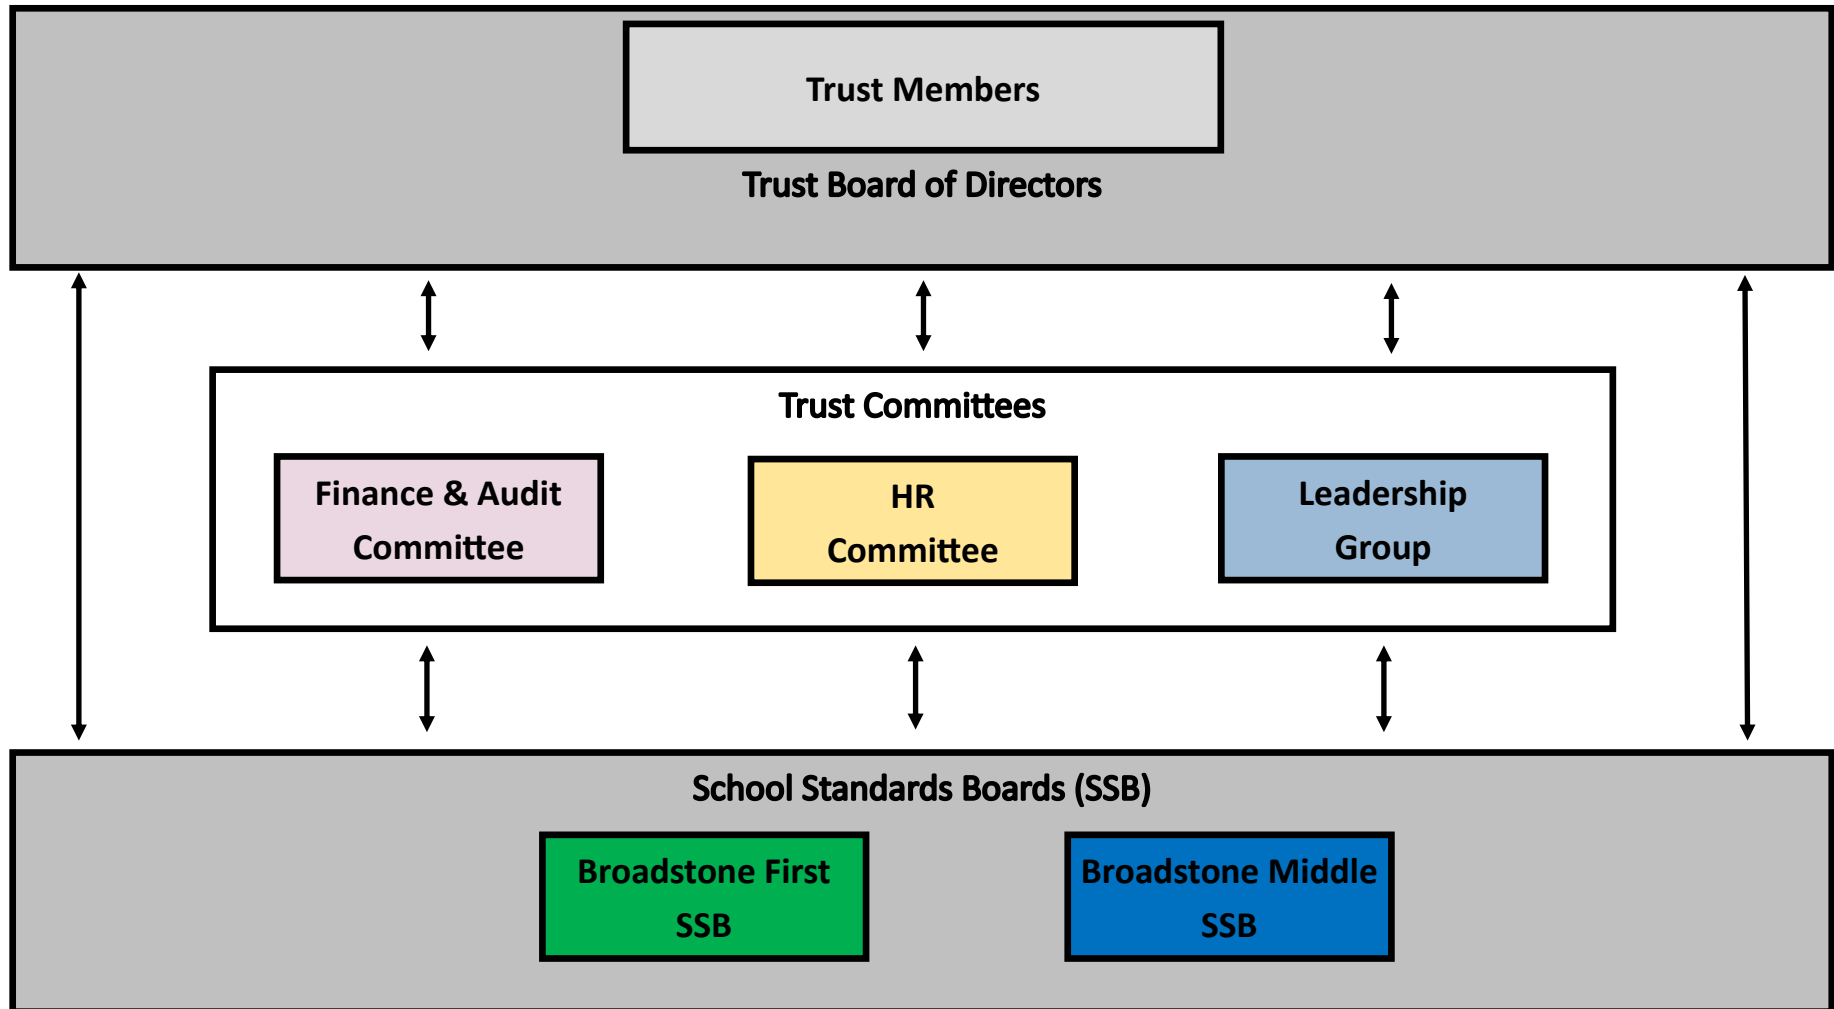 Trust Members
Trust Board of Directors
Trust Committees
Finance & Audit
Committee
HR
Committee
Leadership
Group
School Standards Boards (SSB)
Broadstone First
SSB
Broadstone Middle
SSB